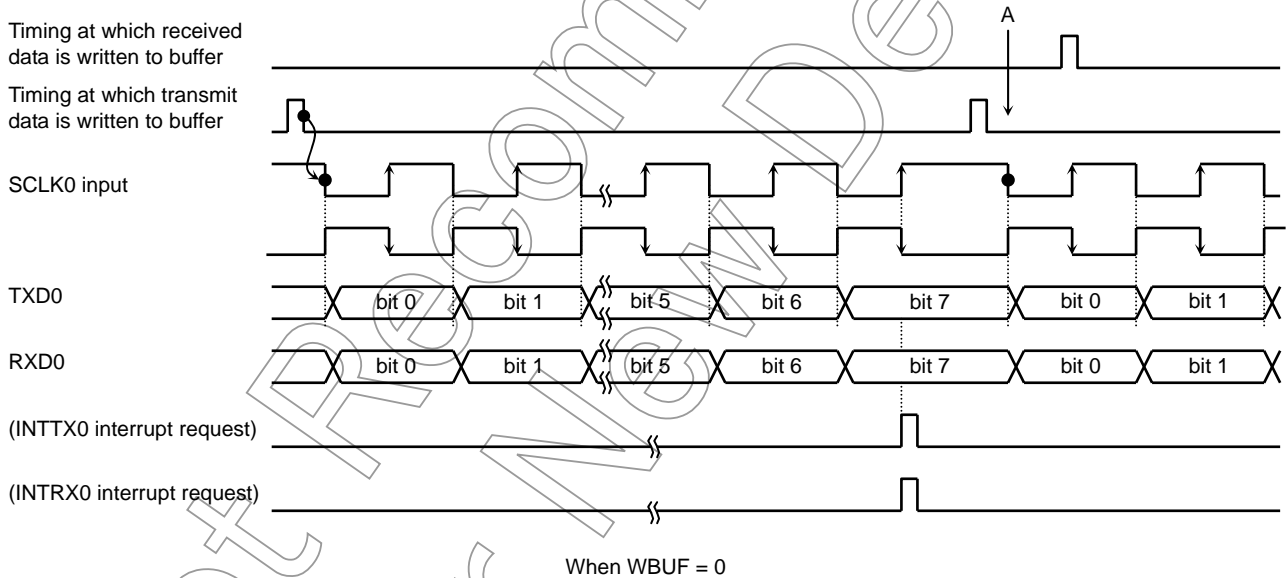 A
Timing at which received
data is written to buffer
Timing at which transmit
data is written to buffer
SCLK0 input
TXD0
bit 0 bit 1 bit 5 bit 6 bit 7 bit 0 bit 1
RXD0
bit 0 bit 1 bit 5 bit 6 bit 7 bit 0 bit 1
(INTTX0 interrupt request)
(INTRX0 interrupt request)
When WBUF = 0